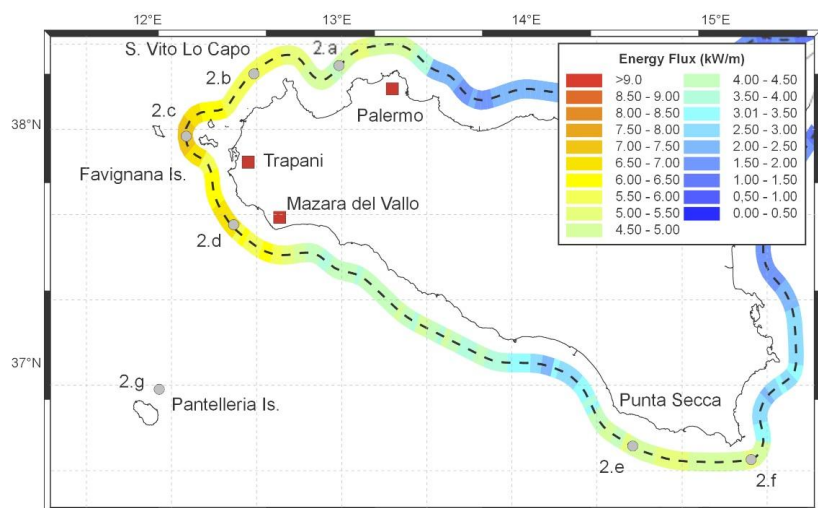 12°E 13°E 14°E 15°E
S. Vito Lo Capo
2.a
2.b
2.c
38°N
Palermo
Trapani
Favignana Is.
Mazara del Vallo
2.d
Energy Flux (kW/m)
>9.0
8.50 - 9.00
8.00 - 8.50
7.50 - 8.00
7.00 - 7.50
6.50 - 7.00
6.00 - 6.50
5.50 - 6.00
5.00 - 5.50
4.50 - 5.00
4.00 - 4.50
3.50 - 4.00
3.01 - 3.50
2.50 - 3.00
2.00 - 2.50
1.50 - 2.00
1.00 - 1.50
0,50 - 1.00
0.00 - 0.50
37°N
2.g
Pantelleria Is.
Punta Secca
2.e
2.f